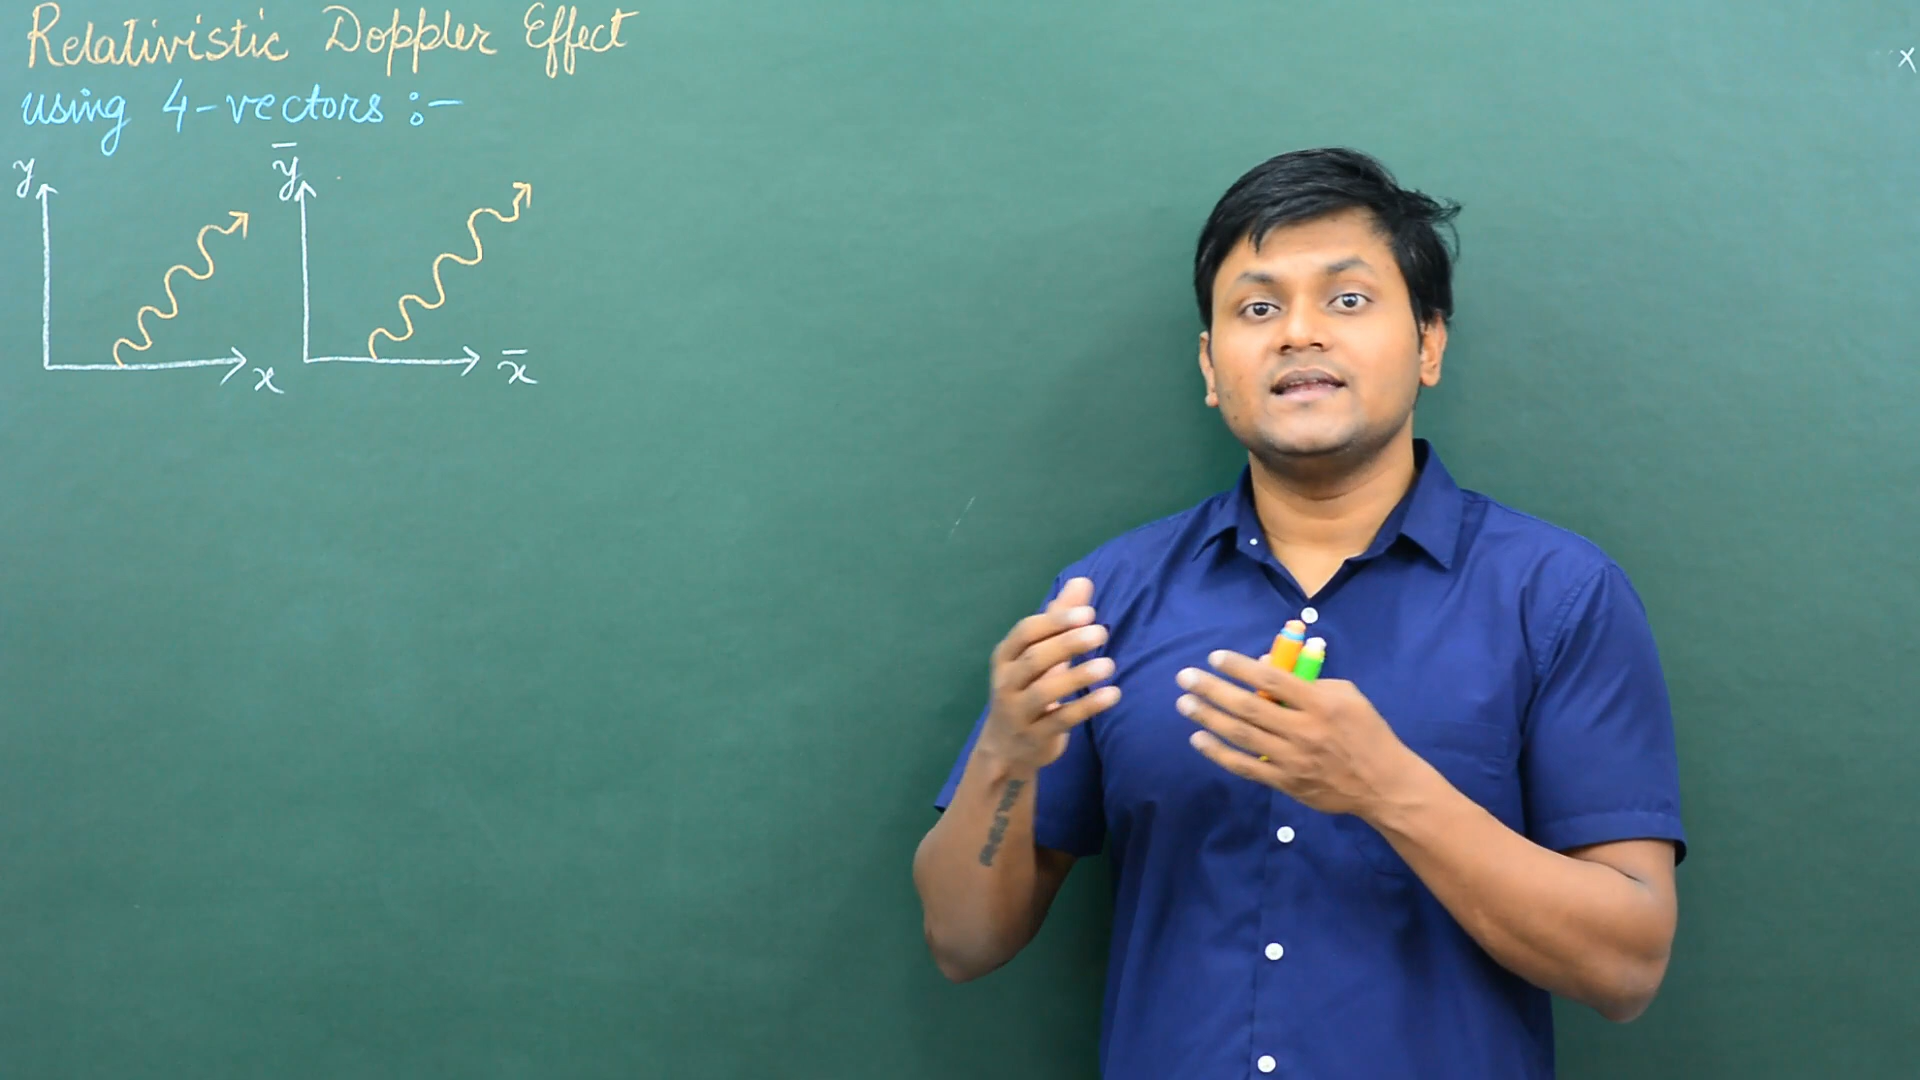 Relativistic Doppler Effect
using 4-vectors :-
y
ȳ
x
x̄
x